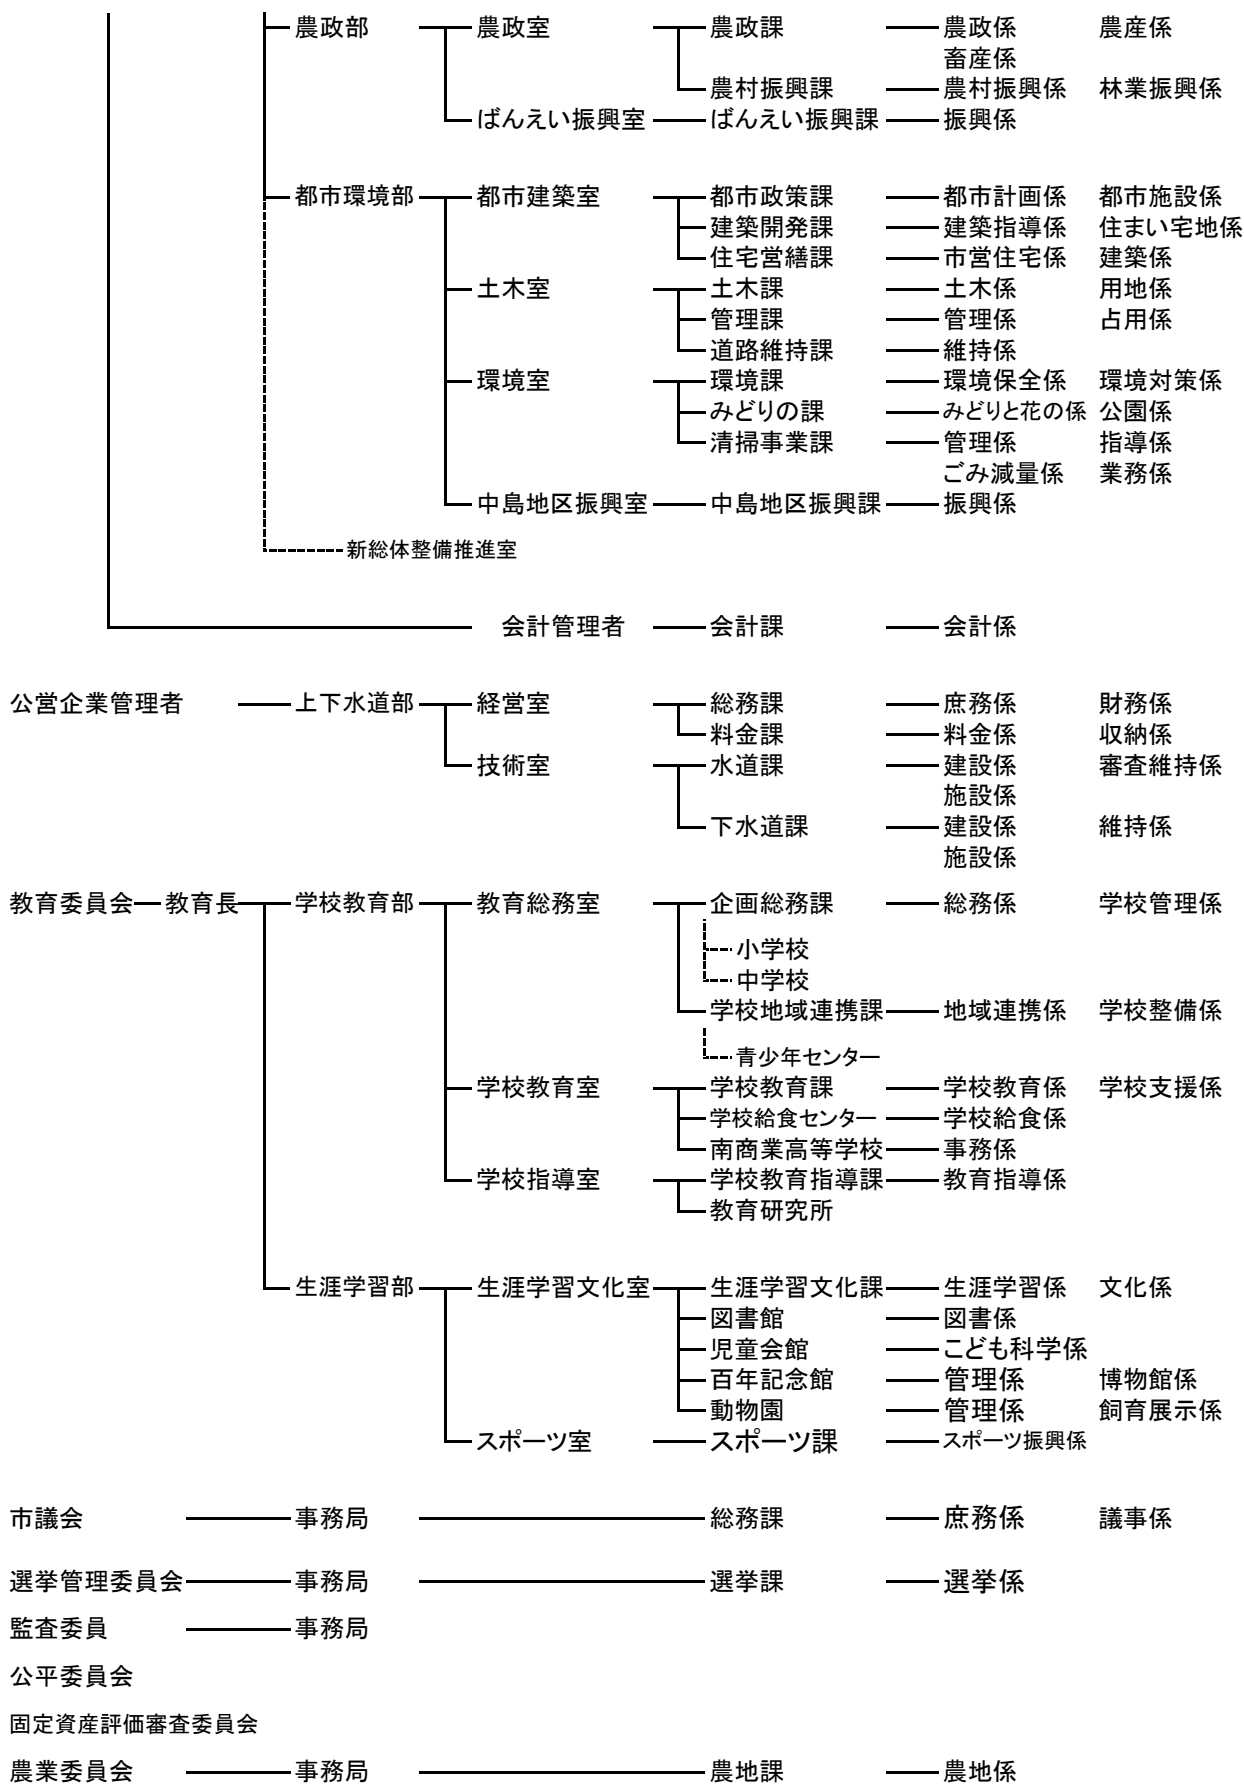 農政部 農政室 農政課 農政係 農産係
畜産係
農村振興課 農村振興係 林業振興係
ばんえい振興室 ばんえい振興課 振興係
都市環境部 都市建築室 都市政策課 都市計画係 都市施設係
建築開発課 建築指導係 住まい宅地係
住宅営繕課 市営住宅係 建築係
土木室 土木課 土木係 用地係
管理課 管理係 占用係
道路維持課 維持係
環境室 環境課 環境保全係 環境対策係
みどりの課 みどりと花の係 公園係
清掃事業課 管理係 指導係
ごみ減量係 業務係
中島地区振興室 中島地区振興課 振興係
新総体整備推進室
会計管理者 会計課 会計係
公営企業管理者 上下水道部 経営室 総務課 庶務係 財務係
料金課 料金係 収納係
技術室 水道課 建設係 審査維持係
施設係
下水道課 建設係 維持係
施設係
教育委員会 教育長 学校教育部 教育総務室 企画総務課 総務係 学校管理係
小学校
中学校
学校地域連携課 地域連携係 学校整備係
青少年センター
学校教育室 学校教育課 学校教育係 学校支援係
学校給食センター 学校給食係
南商業高等学校 事務係
学校指導室 学校教育指導課 教育指導係
教育研究所
生涯学習部 生涯学習文化室 生涯学習文化課 生涯学習係 文化係
図書館 図書係
児童会館 こども科学係
百年記念館 管理係 博物館係
動物園 管理係 飼育展示係
スポーツ室 スポーツ課 スポーツ振興係
市議会 事務局 総務課 庶務係 議事係
選挙管理委員会 事務局 選挙課 選挙係
監査委員 事務局
公平委員会
固定資産評価審査委員会
農業委員会 事務局 農地課 農地係